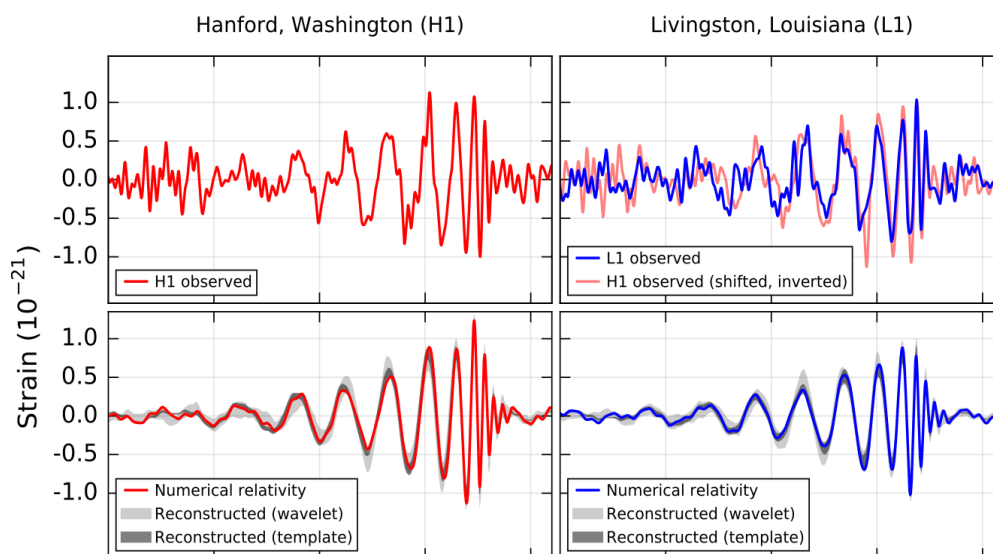 Hanford, Washington (H1)
Livingston, Louisiana (L1)
Strain (10⁻²¹)
1.0
0.5
0.0
-0.5
-1.0
H1 observed
L1 observed
H1 observed (shifted, inverted)
1.0
0.5
0.0
-0.5
-1.0
Numerical relativity
Reconstructed (wavelet)
Reconstructed (template)
Numerical relativity
Reconstructed (wavelet)
Reconstructed (template)